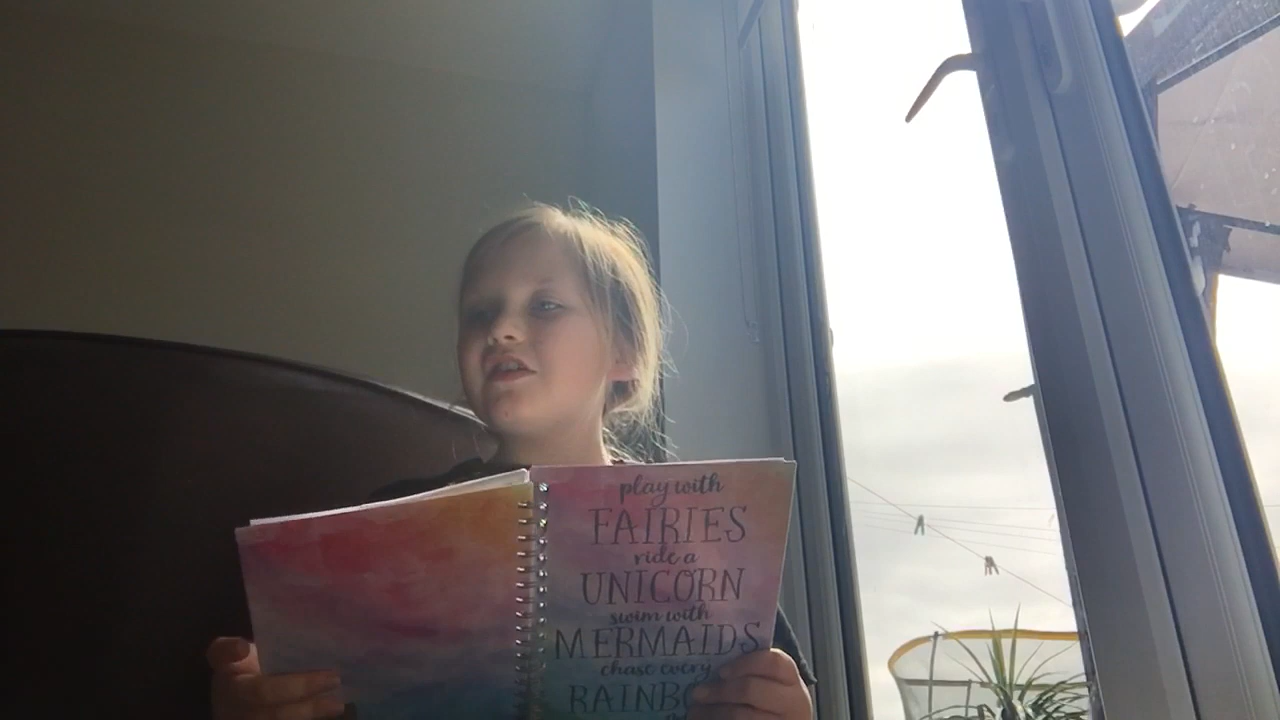 play with
FAIRIES
ride a
UNICORN
swim with
MERMAIDS
chase every